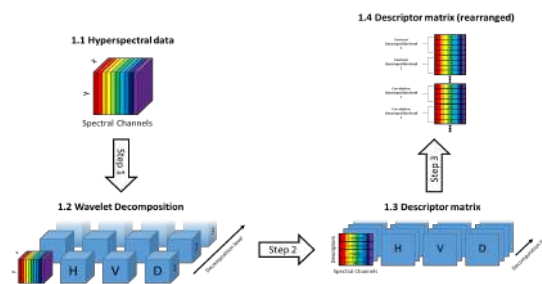 1.1 Hyperspectral data
x
y
Spectral Channels
Step 1
1.2 Wavelet Decomposition
H V D
Decomposition level
Step 2
1.3 Descriptor matrix
Descriptors
H V D
Spectral Channels
Decomposition
Step 3
1.4 Descriptor matrix (rearranged)